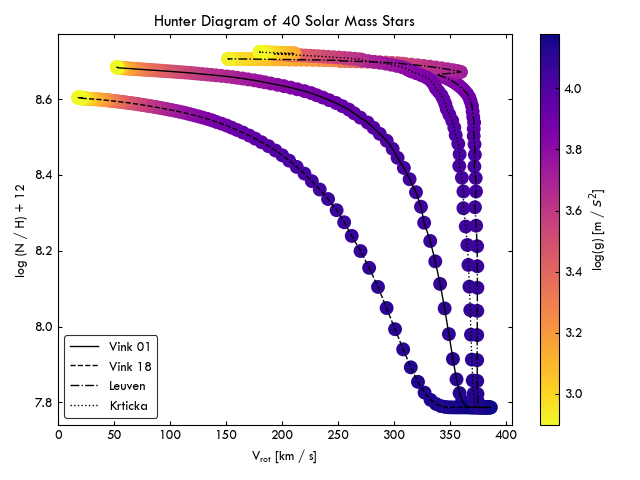 Hunter Diagram of 40 Solar Mass Stars
log (N / H) + 12
8.6
8.4
8.2
8.0
7.8
Vink 01
Vink 18
Leuven
Krticka
0
50
100
150
200
250
300
350
400
V_rot [km / s]
4.0
3.8
3.6
3.4
3.2
3.0
log(g) [m / s²]